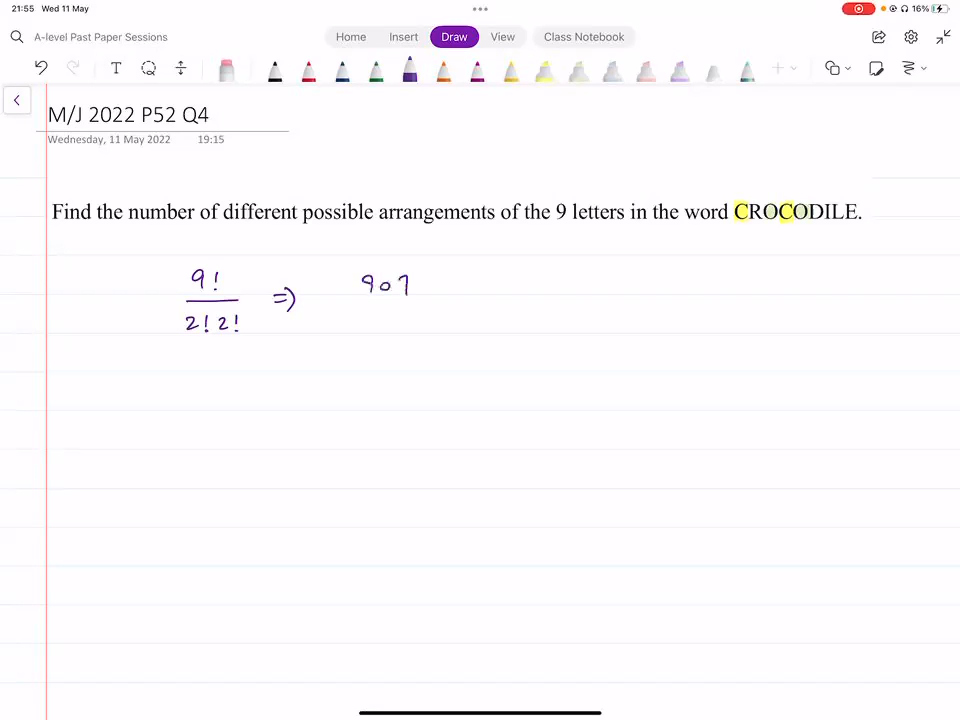 21:55 Wed 11 May
16%
A-level Past Paper Sessions
Home Insert Draw View Class Notebook
T
M/J 2022 P52 Q4
Wednesday, 11 May 2022 19:15
Find the number of different possible arrangements of the 9 letters in the word CROCODILE.
9! 
2! 2!
⇒ 907